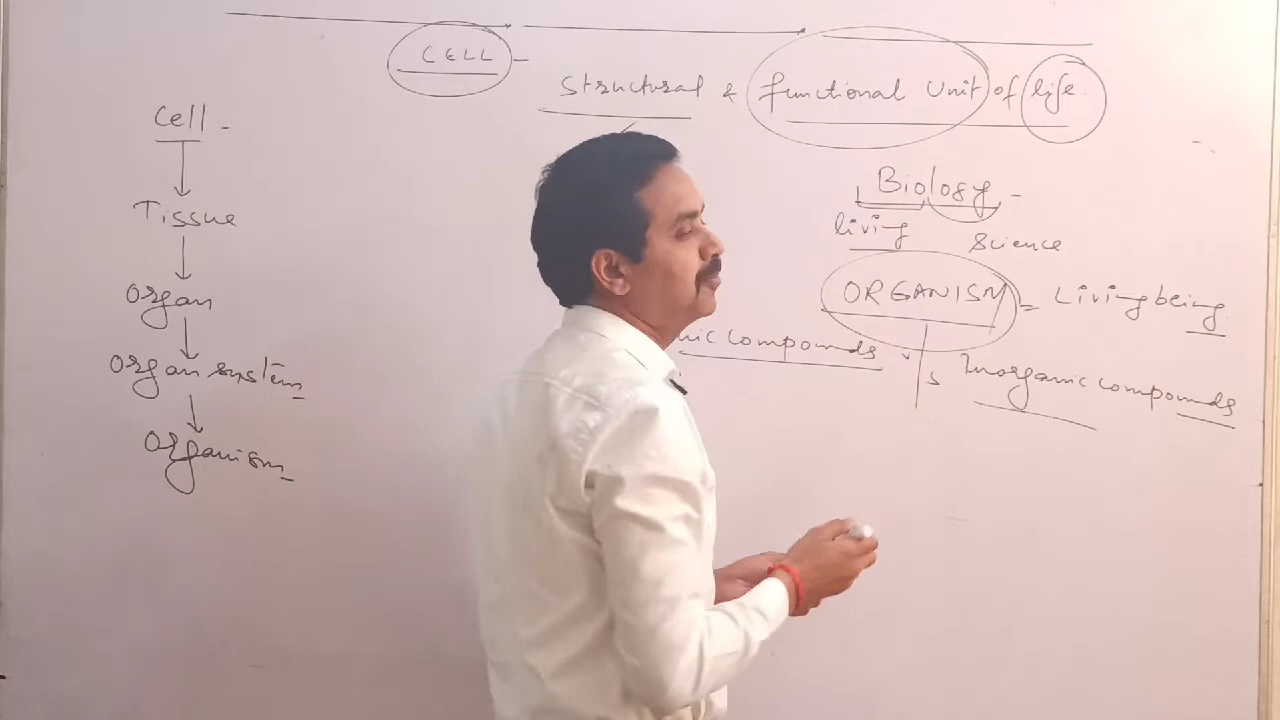 CELL -
Structural & functional Unit of life.
Cell -
Tissue
Organ
Organ system
Organism
Biology -
living science
ORGANISM = Living being
nic compounds
Inorganic compounds